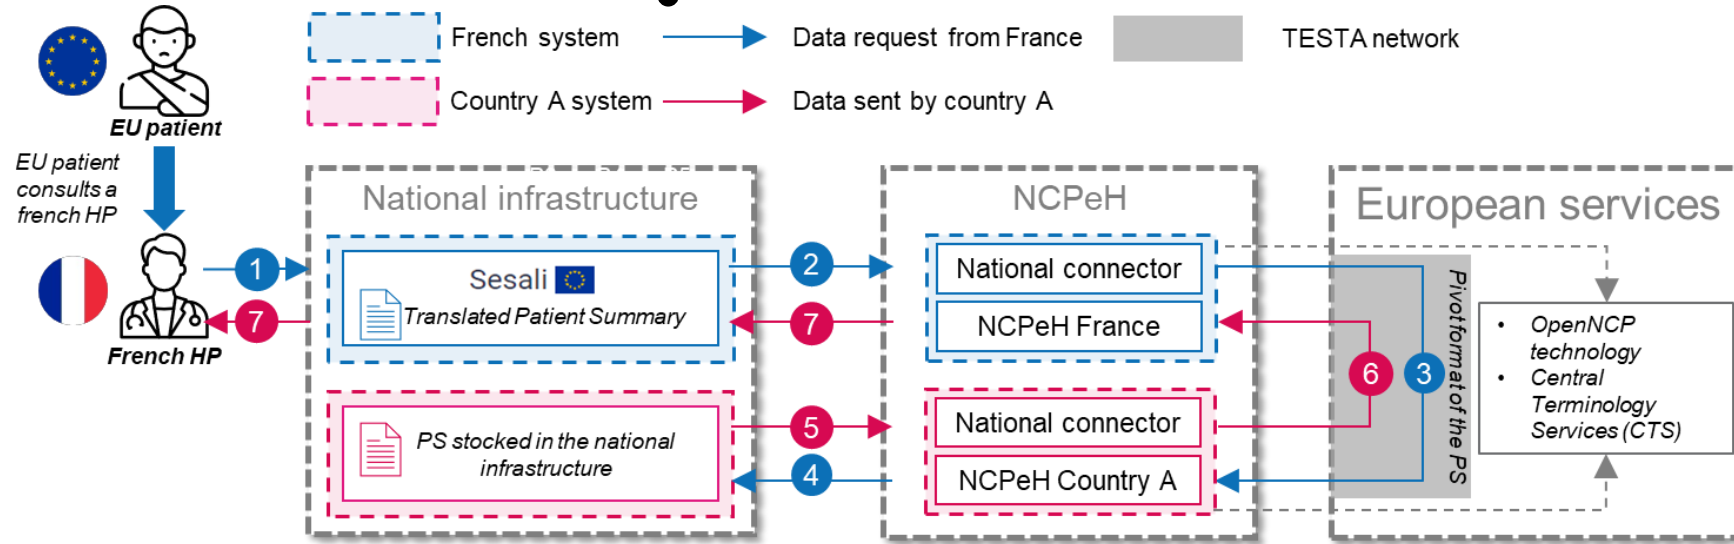 French system
Data request from France
TESTA network
Country A system
Data sent by country A
EU patient
EU patient
consults a
french HP
French HP
1
7
National infrastructure
Sesali
Translated Patient Summary
PS stocked in the national
infrastructure
2
7
5
4
NCPeH
National connector
NCPeH France
National connector
NCPeH Country A
European services
6
3
Pivot format of the PS
• OpenNCP
technology
• Central
Terminology
Services (CTS)